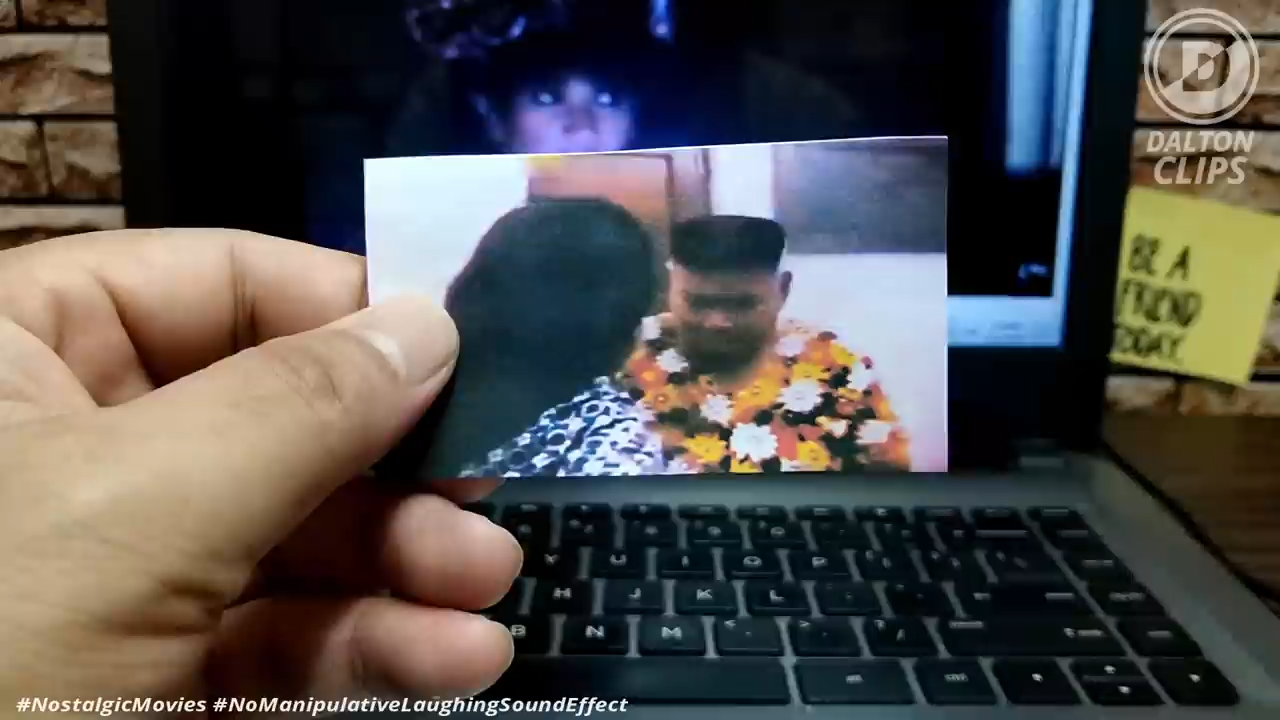 DALTON
CLIPS
BE A
FRIEND
TODAY.
Y U I O P
H J K L
B N M
#NostalgicMovies #NoManipulativeLaughingSoundEffect